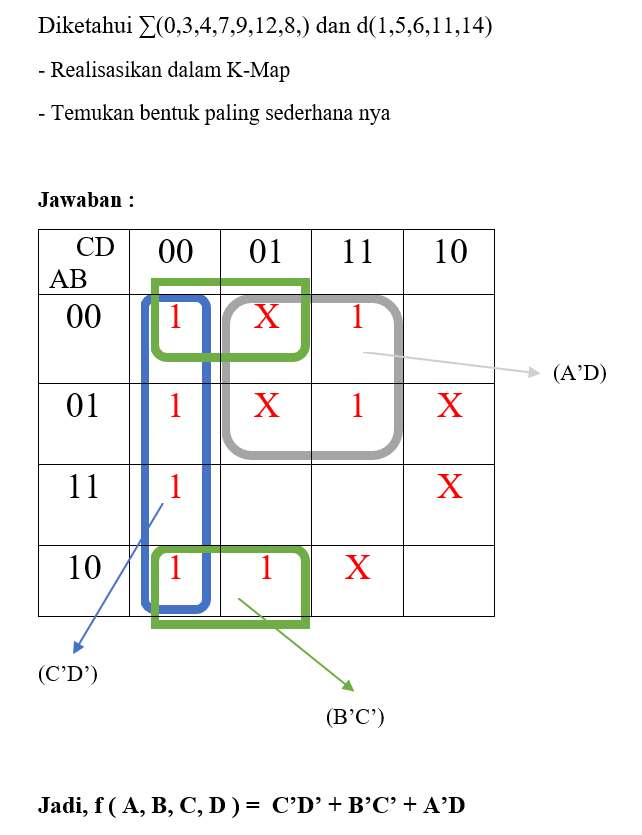 Diketahui ∑(0,3,4,7,9,12,8,) dan d(1,5,6,11,14)
- Realisasikan dalam K-Map
- Temukan bentuk paling sederhana nya
Jawaban :
CD 00 01 11 10
AB
00 1 X 1
(A’D)
01 1 X 1 X
11 1 X
10 1 1 X
(C’D’)
(B’C’)
Jadi, f ( A, B, C, D ) = C’D’ + B’C’ + A’D